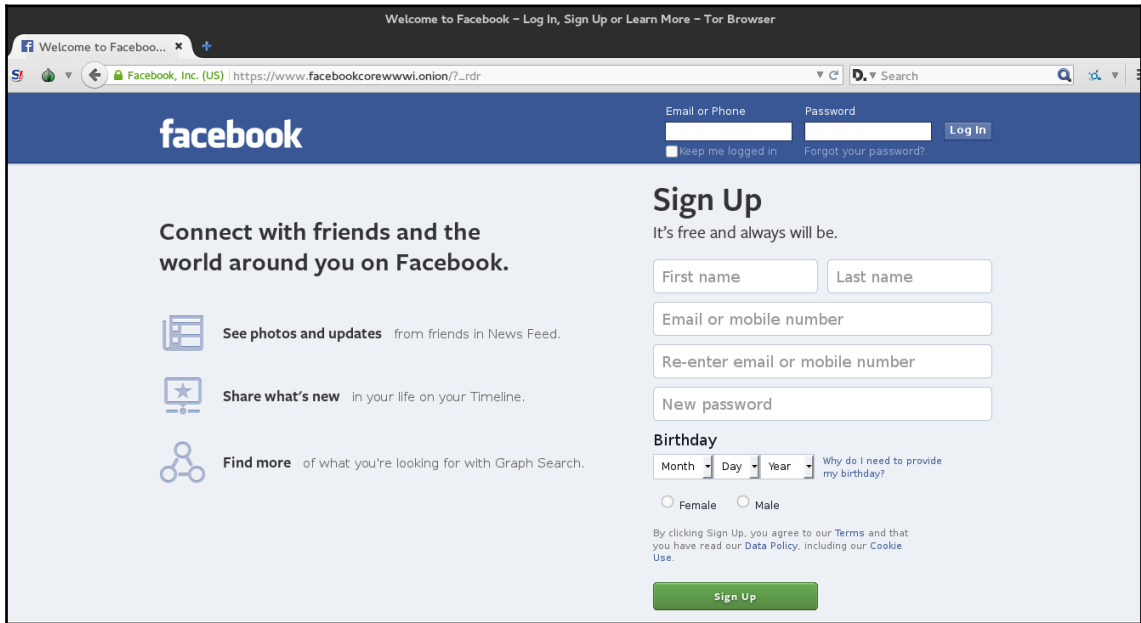 Welcome to Facebook – Log In, Sign Up or Learn More – Tor Browser
Welcome to Faceboo... × +
S! Facebook, Inc. (US) https://www.facebookcorewwwi.onion/?_rdr D. Search
facebook
Email or Phone Password
Log In
Keep me logged in Forgot your password?
Connect with friends and the
world around you on Facebook.
See photos and updates from friends in News Feed.
Share what's new in your life on your Timeline.
Find more of what you're looking for with Graph Search.
Sign Up
It's free and always will be.
First name Last name
Email or mobile number
Re-enter email or mobile number
New password
Birthday
Month Day Year Why do I need to provide
my birthday?
Female Male
By clicking Sign Up, you agree to our Terms and that
you have read our Data Policy, including our Cookie
Use.
Sign Up